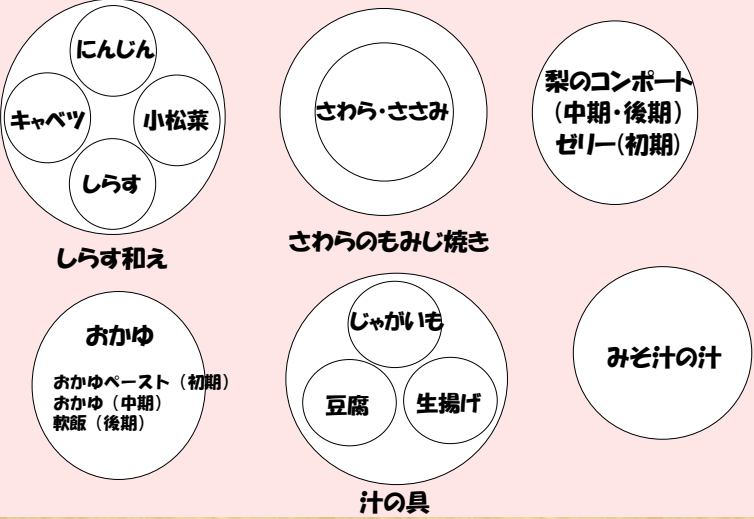 にんじん
キャベツ
小松菜
しらす
しらす和え
さわら・ささみ
さわらのもみじ焼き
梨のコンポート
(中期・後期)
ゼリー(初期)
おかゆ
おかゆペースト（初期）
おかゆ（中期）
軟飯（後期）
じゃがいも
豆腐
生揚げ
汁の具
みそ汁の汁